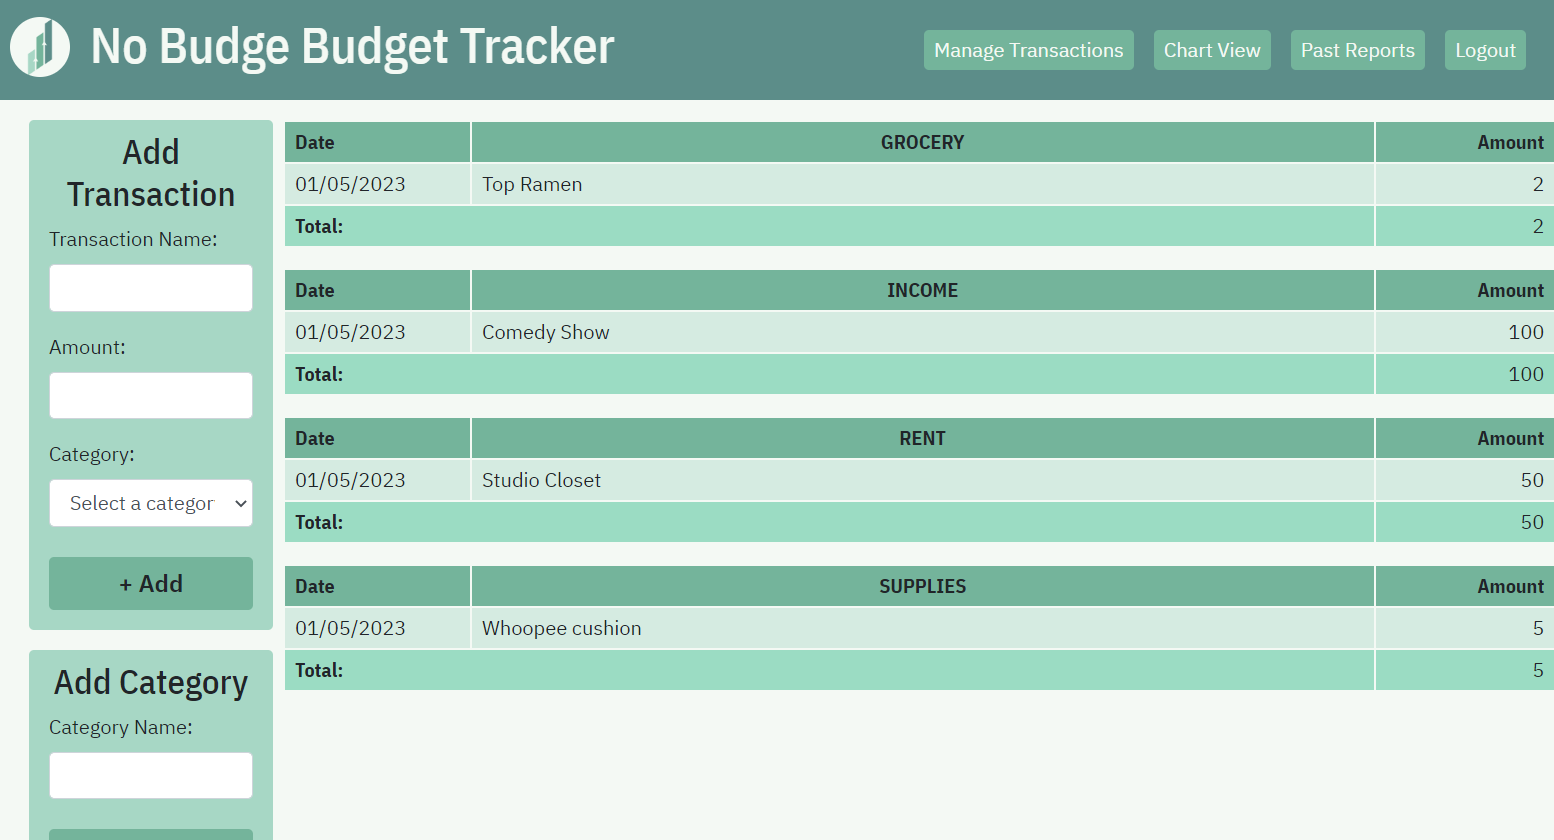 No Budge Budget Tracker
Manage Transactions
Chart View
Past Reports
Logout
Add
Transaction
Transaction Name:
Amount:
Category:
Select a categor
+ Add
Add Category
Category Name:
Date GROCERY Amount
01/05/2023 Top Ramen 2
Total: 2
Date INCOME Amount
01/05/2023 Comedy Show 100
Total: 100
Date RENT Amount
01/05/2023 Studio Closet 50
Total: 50
Date SUPPLIES Amount
01/05/2023 Whoopee cushion 5
Total: 5